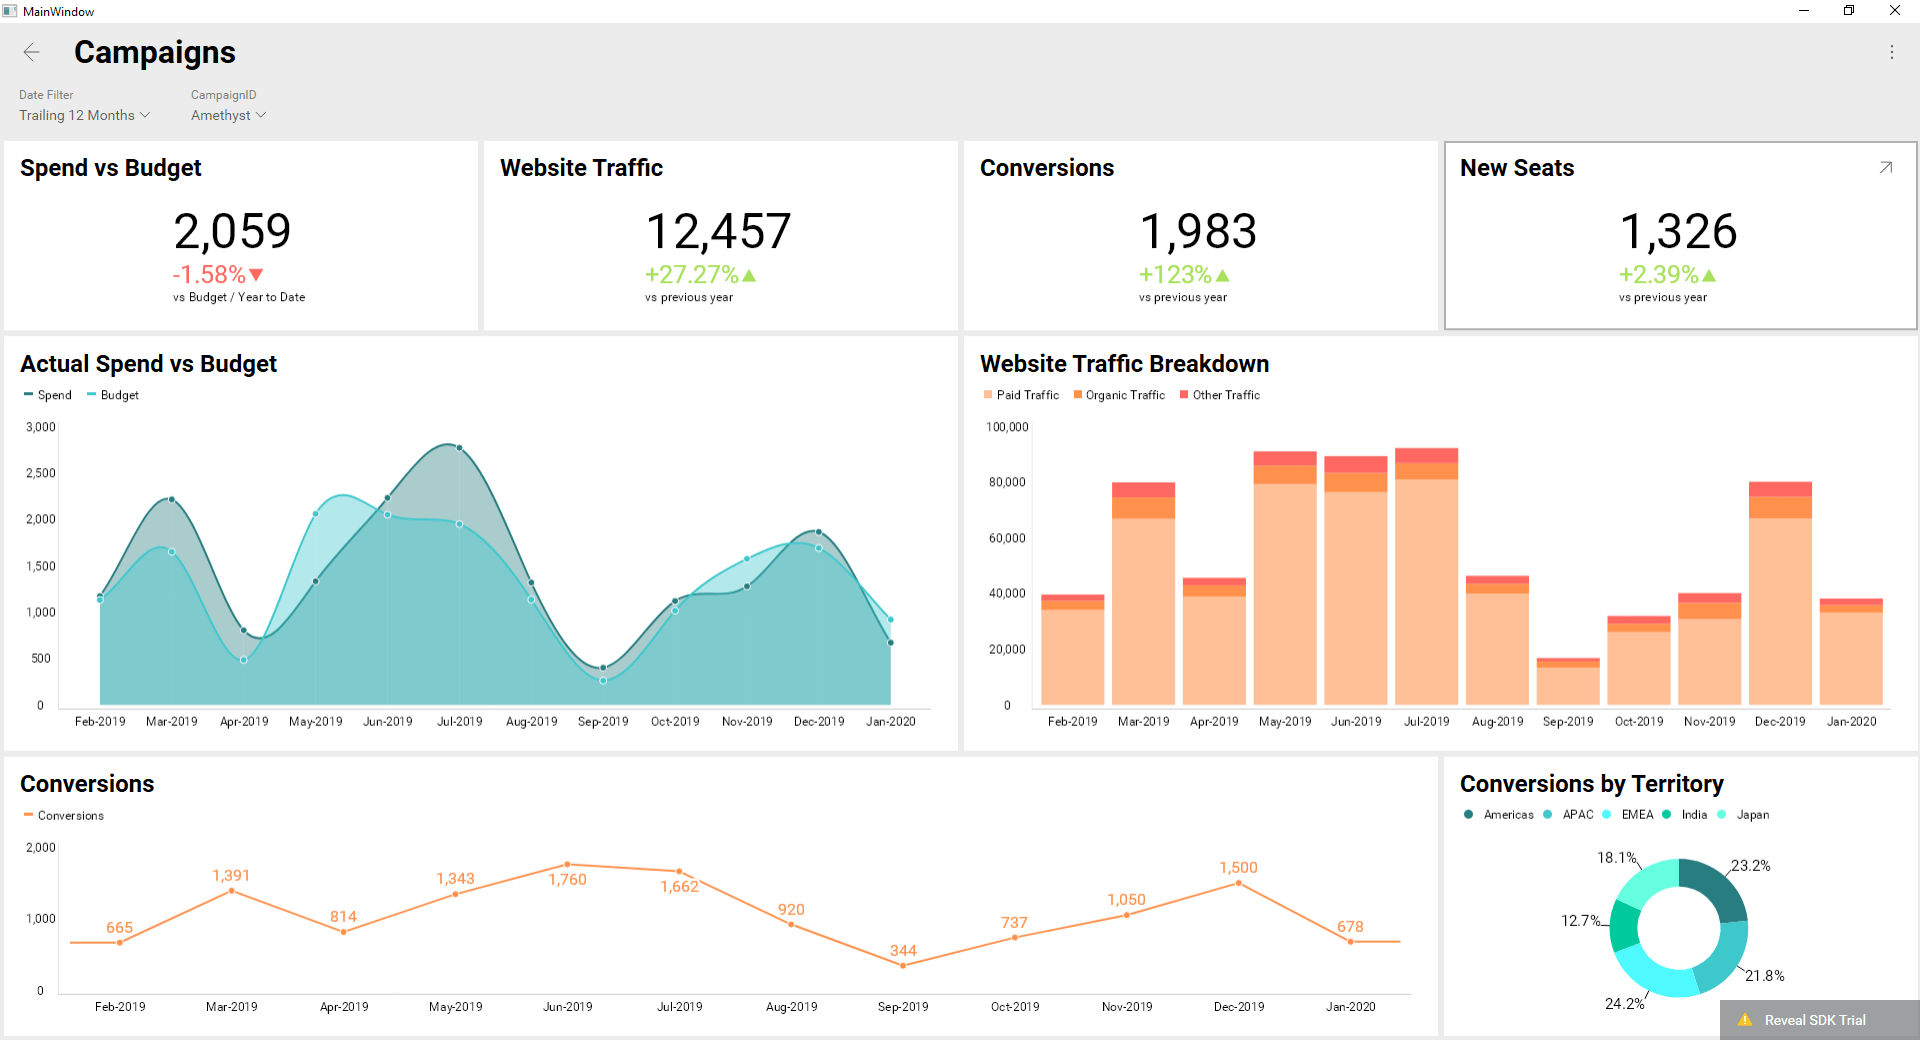 MainWindow
Campaigns
Date Filter
Trailing 12 Months
CampaignID
Amethyst
Spend vs Budget
2,059
-1.58%
vs Budget / Year to Date
Website Traffic
12,457
+27.27%
vs previous year
Conversions
1,983
+123%
vs previous year
New Seats
1,326
+2.39%
vs previous year
Actual Spend vs Budget
Spend Budget
3,000
2,500
2,000
1,500
1,000
500
0
Feb-2019 Mar-2019 Apr-2019 May-2019 Jun-2019 Jul-2019 Aug-2019 Sep-2019 Oct-2019 Nov-2019 Dec-2019 Jan-2020
Website Traffic Breakdown
Paid Traffic Organic Traffic Other Traffic
100,000
80,000
60,000
40,000
20,000
0
Feb-2019 Mar-2019 Apr-2019 May-2019 Jun-2019 Jul-2019 Aug-2019 Sep-2019 Oct-2019 Nov-2019 Dec-2019 Jan-2020
Conversions
Conversions
2,000
1,000
0
665 1,391 814 1,343 1,760 1,662 920 344 737 1,050 1,500 678
Feb-2019 Mar-2019 Apr-2019 May-2019 Jun-2019 Jul-2019 Aug-2019 Sep-2019 Oct-2019 Nov-2019 Dec-2019 Jan-2020
Conversions by Territory
Americas APAC EMEA India Japan
18.1% 23.2%
12.7%
21.8%
24.2%
Reveal SDK Trial